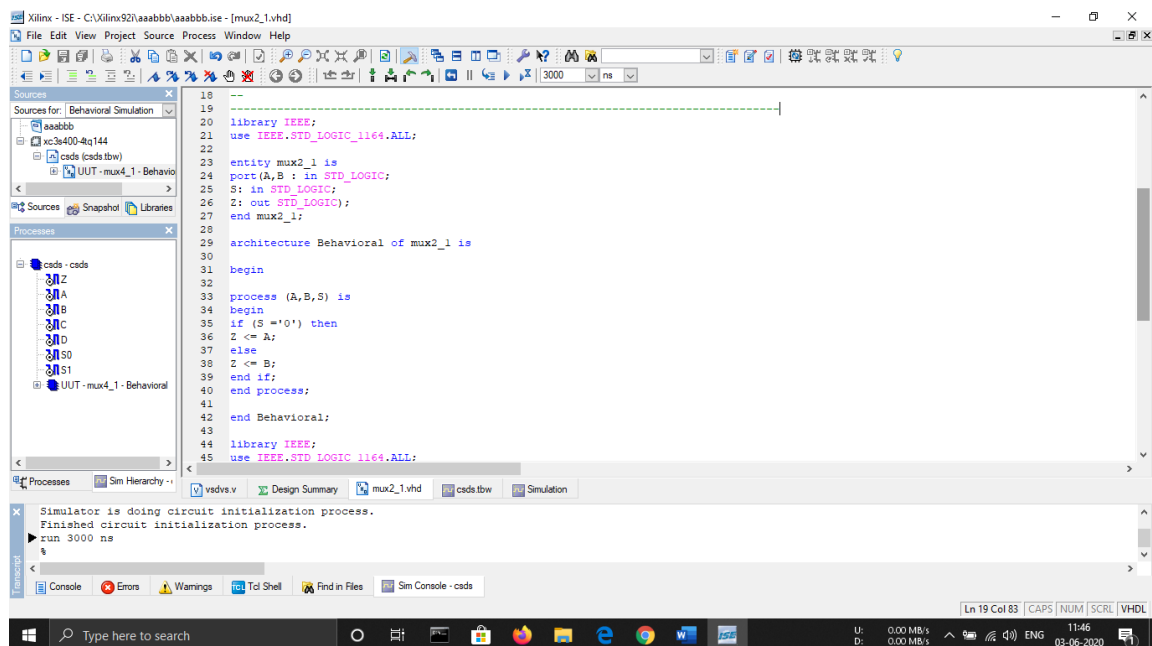 Xilinx - ISE - C:\Xilinx92i\aaabbb\aaabbb.ise - [mux2_1.vhd]
File Edit View Project Source Process Window Help
3000 ns
Sources
Sources for: Behavioral Simulation
aaabbb
xc3s400-4tq144
csds (csds.tbw)
UUT - mux4_1 - Behavio
Sources Snapshot Libraries
Processes
csds - csds
Z
A
B
C
D
S0
S1
UUT - mux4_1 - Behavioral
Processes Sim Hierarchy -
18 --
19 ----------------------------------------------------------------------------------
20 library IEEE;
21 use IEEE.STD_LOGIC_1164.ALL;
22
23 entity mux2_1 is
24 port(A,B : in STD_LOGIC;
25 S: in STD_LOGIC;
26 Z: out STD_LOGIC);
27 end mux2_1;
28
29 architecture Behavioral of mux2_1 is
30
31 begin
32
33 process (A,B,S) is
34 begin
35 if (S ='0') then
36 Z <= A;
37 else
38 Z <= B;
39 end if;
40 end process;
41
42 end Behavioral;
43
44 library IEEE;
45 use IEEE.STD_LOGIC_1164.ALL;
vsdvs.v Design Summary mux2_1.vhd csds.tbw Simulation
Simulator is doing circuit initialization process.
Finished circuit initialization process.
run 3000 ns
%
Transcript
Console Errors Warnings Tcl Shell Find in Files Sim Console - csds
Ln 19 Col 83 CAPS NUM SCRL VHDL
Type here to search
U: 0.00 MB/s
D: 0.00 MB/s
ENG
11:46
03-06-2020